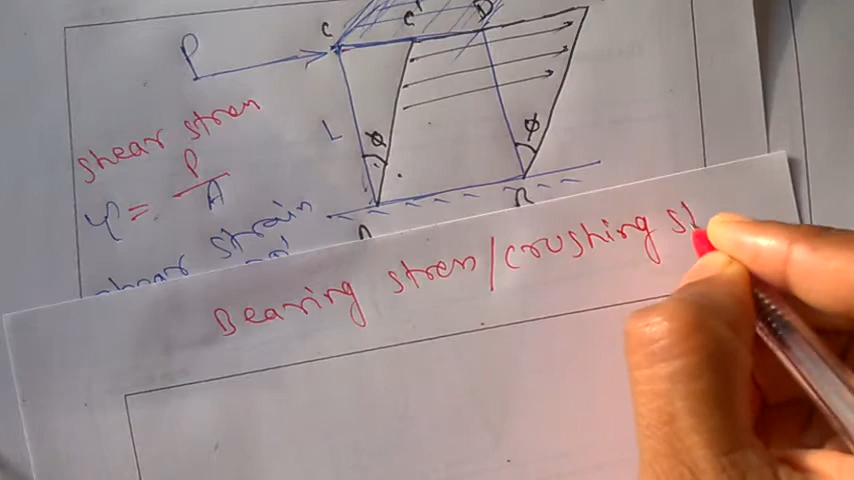 C C' D
P
L φ φ
shear stress
τ = P/A
shear strain
A B
Bearing stress/crushing st